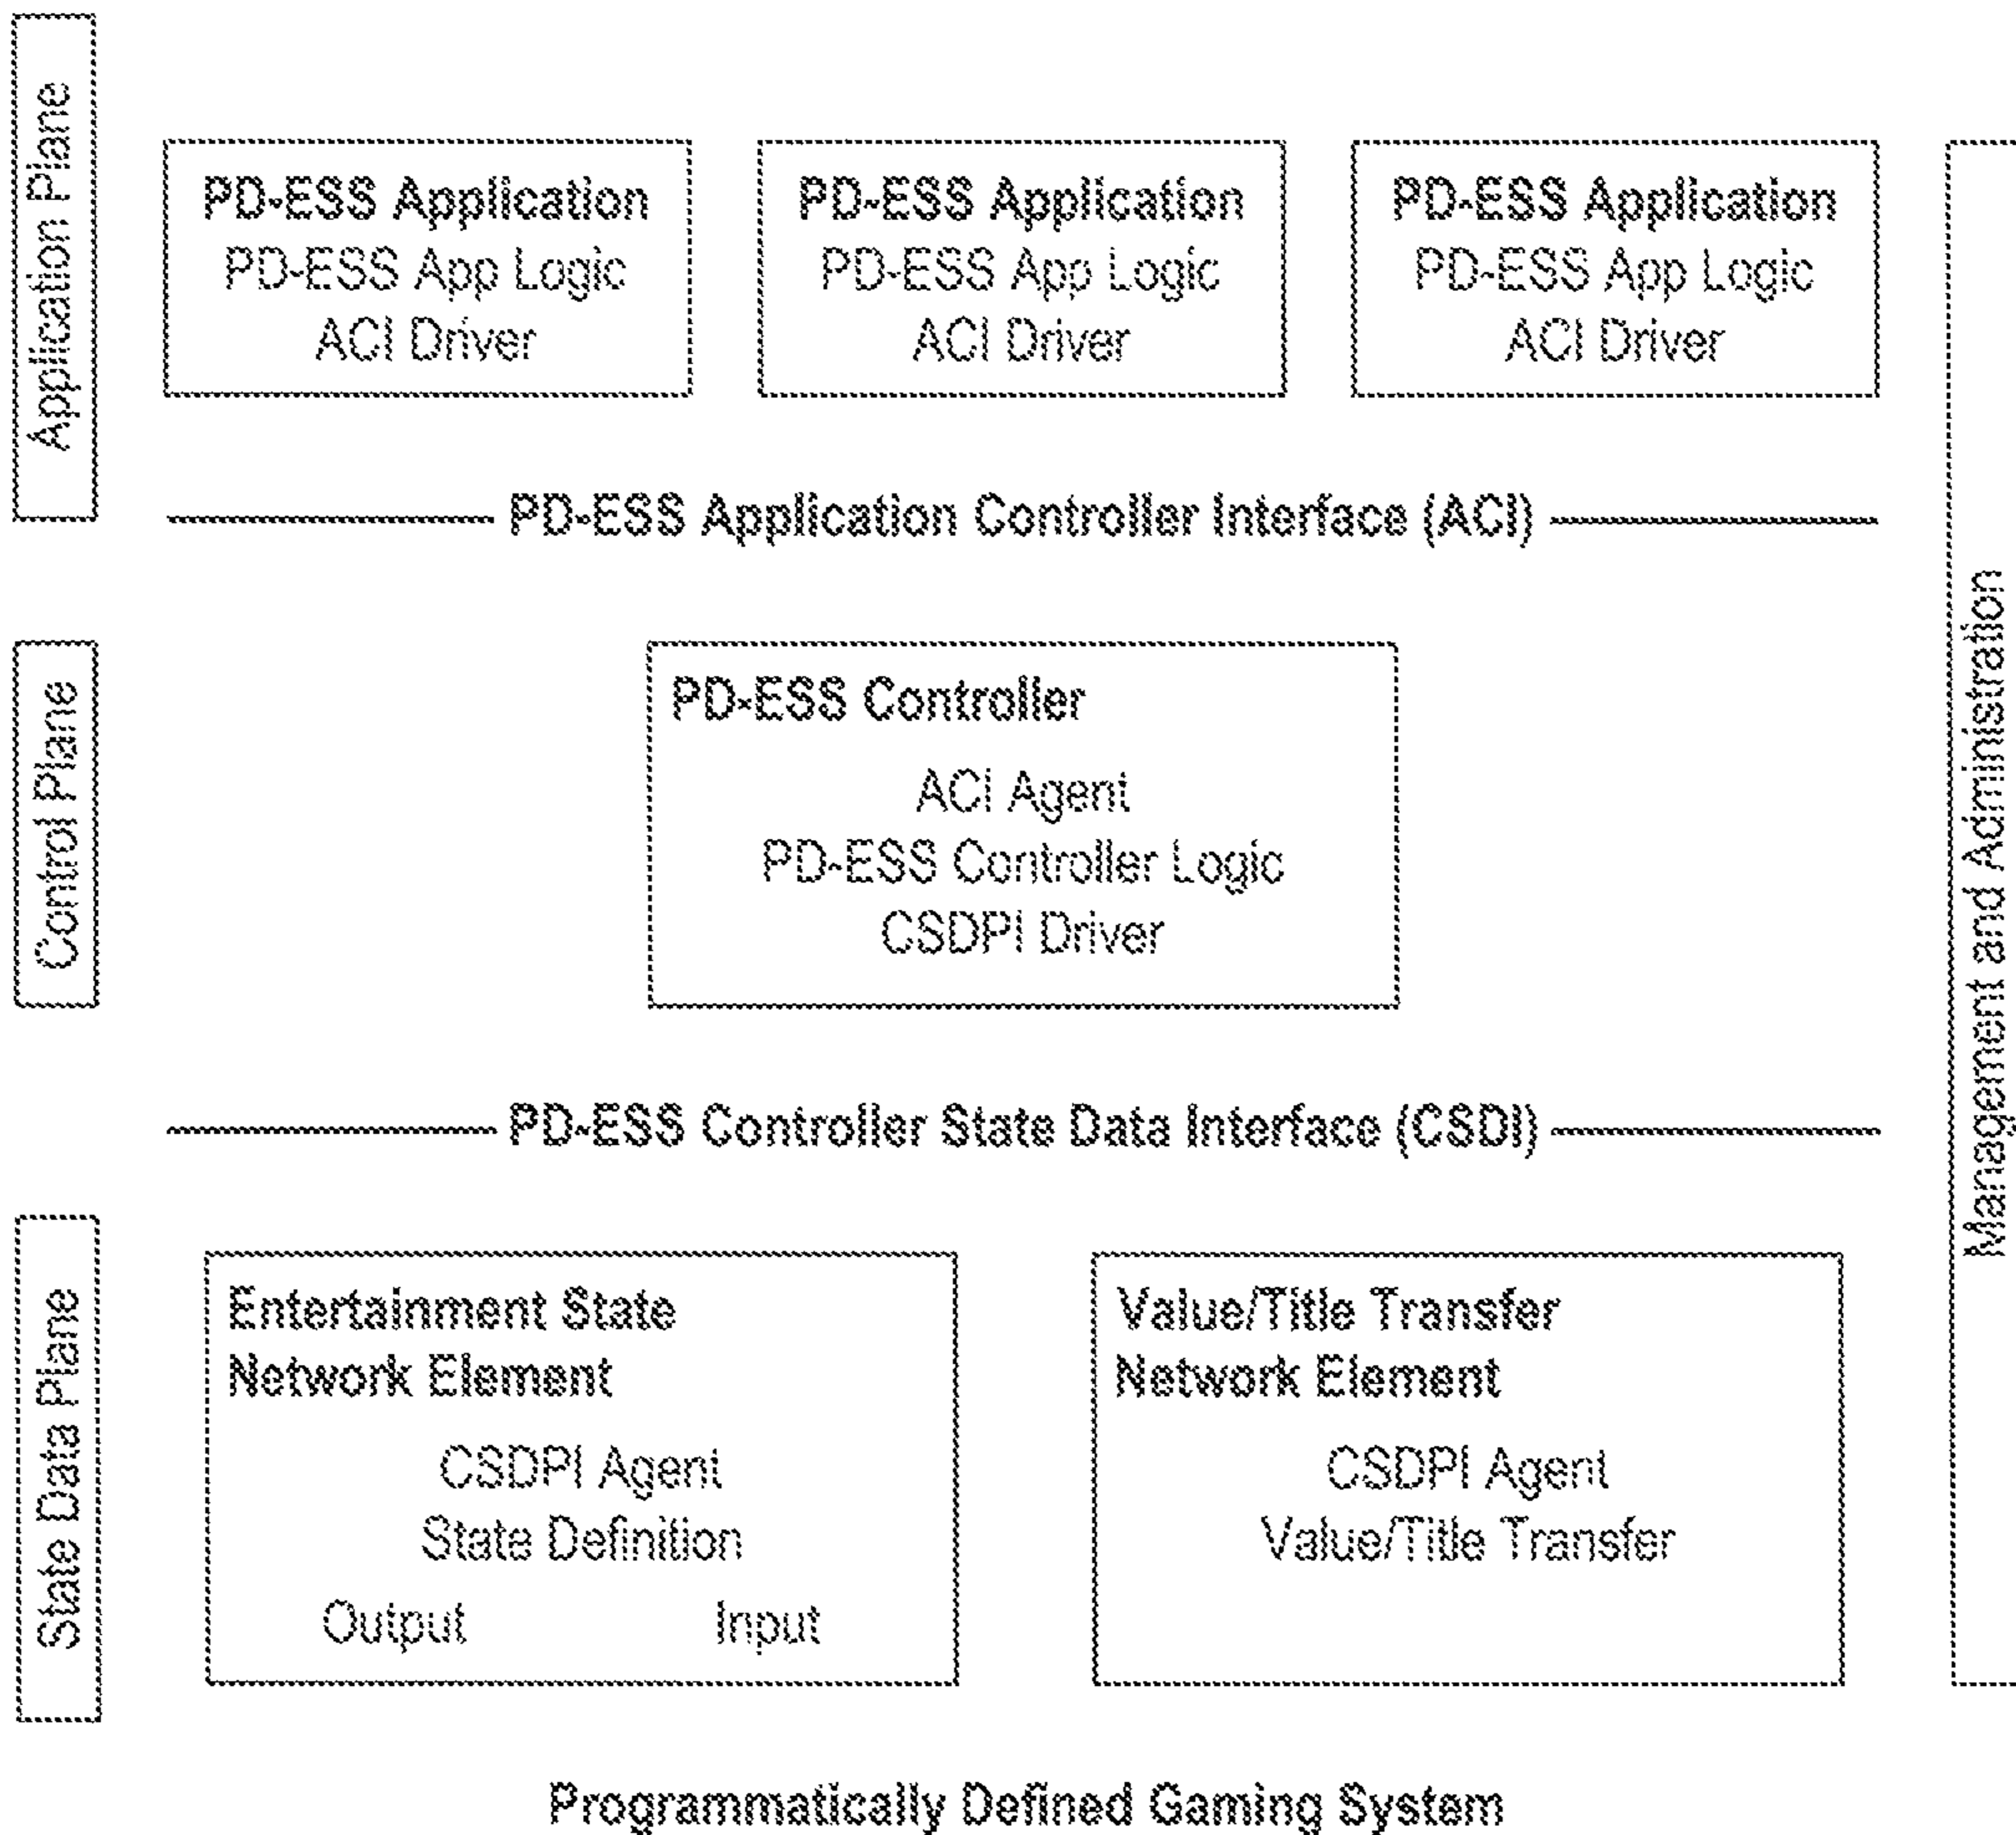 Application Plane
PD-ESS Application
PD-ESS App Logic
ACI Driver
PD-ESS Application
PD-ESS App Logic
ACI Driver
PD-ESS Application
PD-ESS App Logic
ACI Driver
PD-ESS Application Controller Interface (ACI)
Control Plane
PD-ESS Controller
ACI Agent
PD-ESS Controller Logic
CSDPI Driver
Management and Administration
PD-ESS Controller State Data Interface (CSDI)
State Data Plane
Entertainment State
Network Element
CSDPI Agent
State Definition
Output
Input
Value/Title Transfer
Network Element
CSDPI Agent
Value/Title Transfer
Programmatically Defined Gaming System